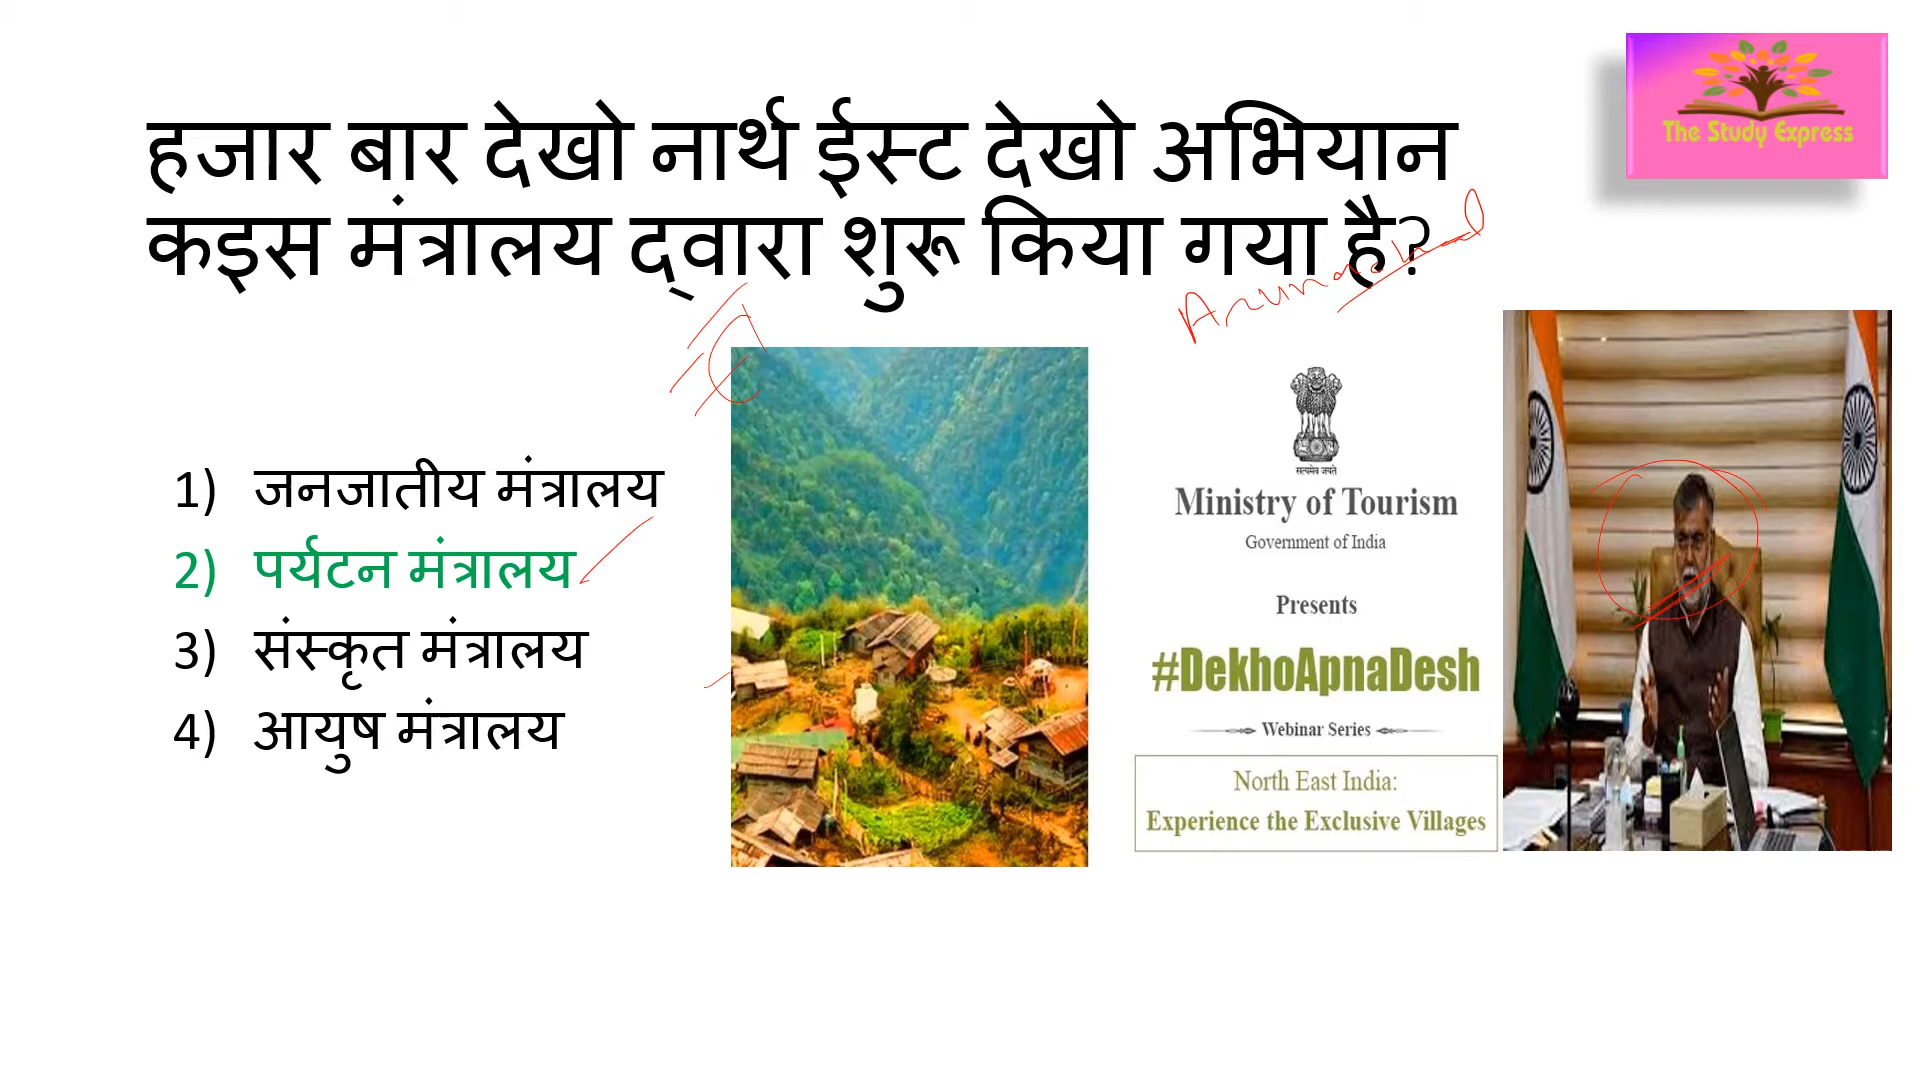 The Study Express
हजार बार देखो नार्थ ईस्ट देखो अभियान
कइस मंत्रालय द्वारा शुरू किया गया है?
Arunachal
1) जनजातीय मंत्रालय
2) पर्यटन मंत्रालय
3) संस्कृत मंत्रालय
4) आयुष मंत्रालय
सत्यमेव जयते
Ministry of Tourism
Government of India
Presents
#DekhoApnaDesh
Webinar Series
North East India:
Experience the Exclusive Villages